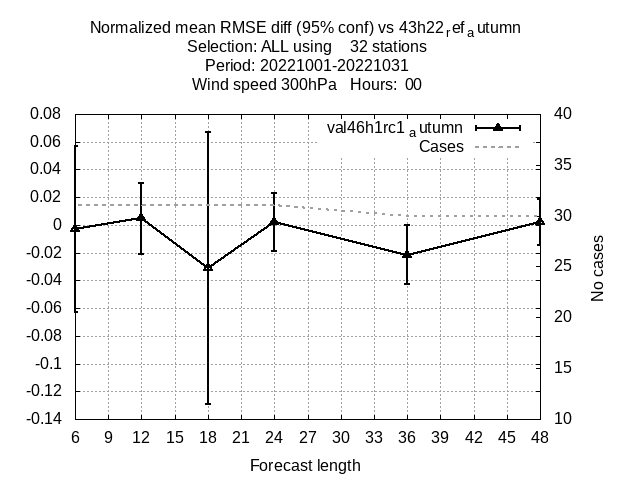 Normalized mean RMSE diff (95% conf) vs 43h22refautumn
Selection: ALL using    32 stations
Period: 20221001-20221031
Wind speed 300hPa   Hours:  00
val46h1rc1autumn
Cases
0.08
0.06
0.04
0.02
0
-0.02
-0.04
-0.06
-0.08
-0.1
-0.12
-0.14
40
35
30
25
20
15
10
No cases
6 9 12 15 18 21 24 27 30 33 36 39 42 45 48
Forecast length